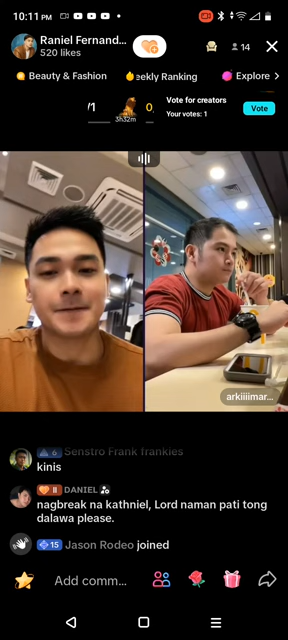 10:11 PM
Raniel Fernand...
520 likes
14
Beauty & Fashion
eekly Ranking
Explore >
/1
0
3h32m
Vote for creators
Your votes: 1
Vote
arkiiiimar...
6 Senstro Frank frankies
kinis
8 DANIEL
nagbreak na kathniel, Lord naman pati tong
dalawa please.
15 Jason Rodeo joined
Add comm...